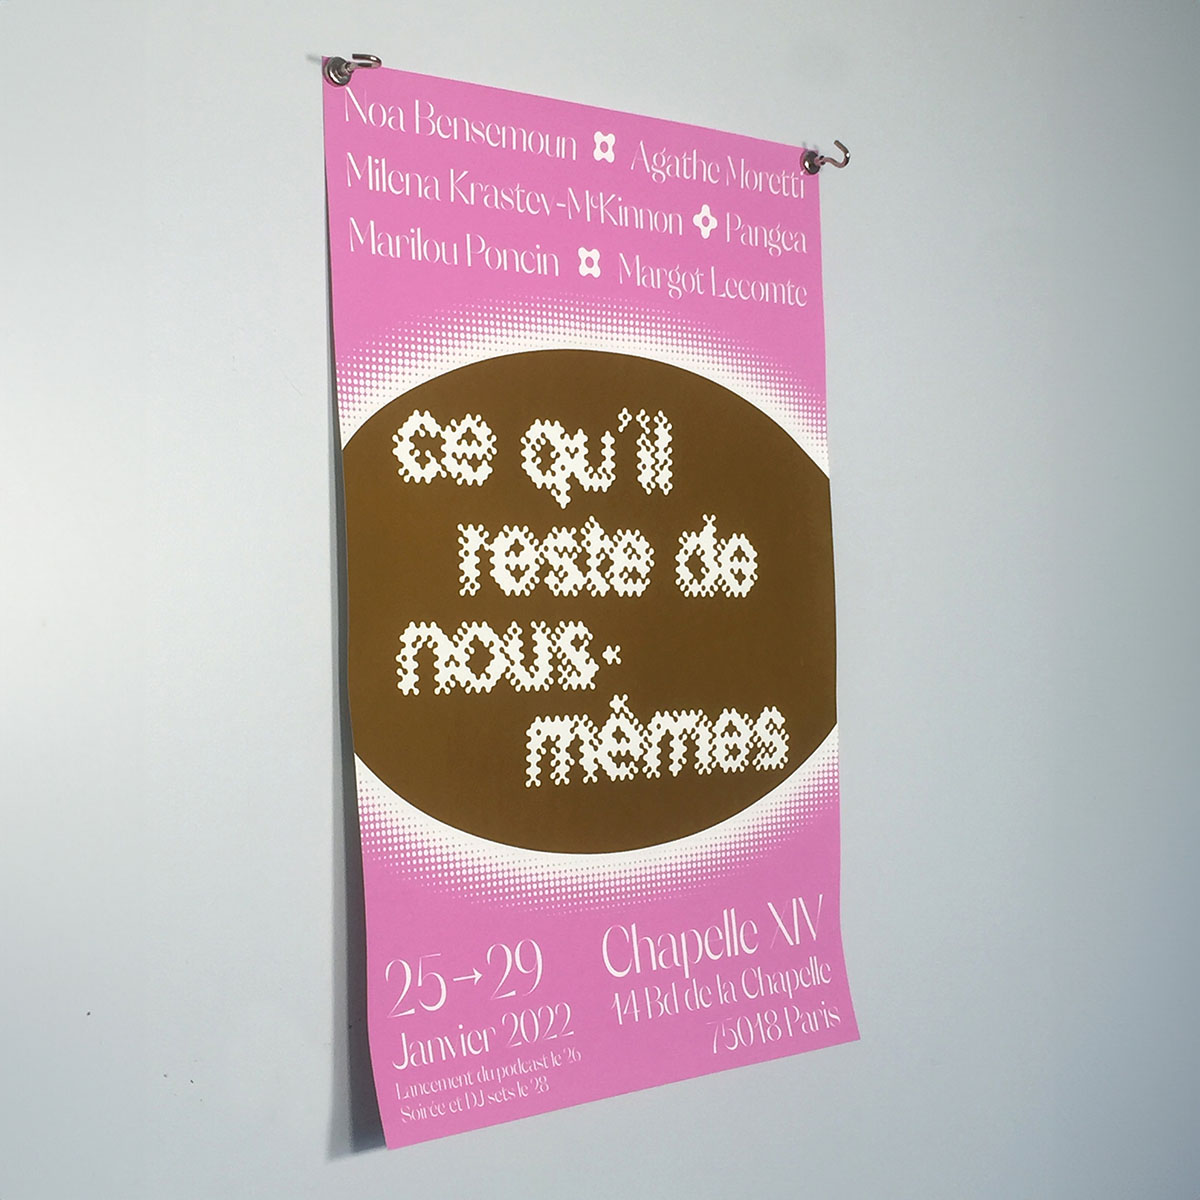 Noa Bensemoun Agathe Moretti
Milena Krastev-McKinnon Pangea
Marilou Poncin Margot Lecomte
ce qu'il
reste de
nous-
mêmes
25→29
Janvier 2022
Lancement du podcast le 26
Soirée et DJ sets le 28
Chapelle XIV
14 Bd de la Chapelle
75018 Paris